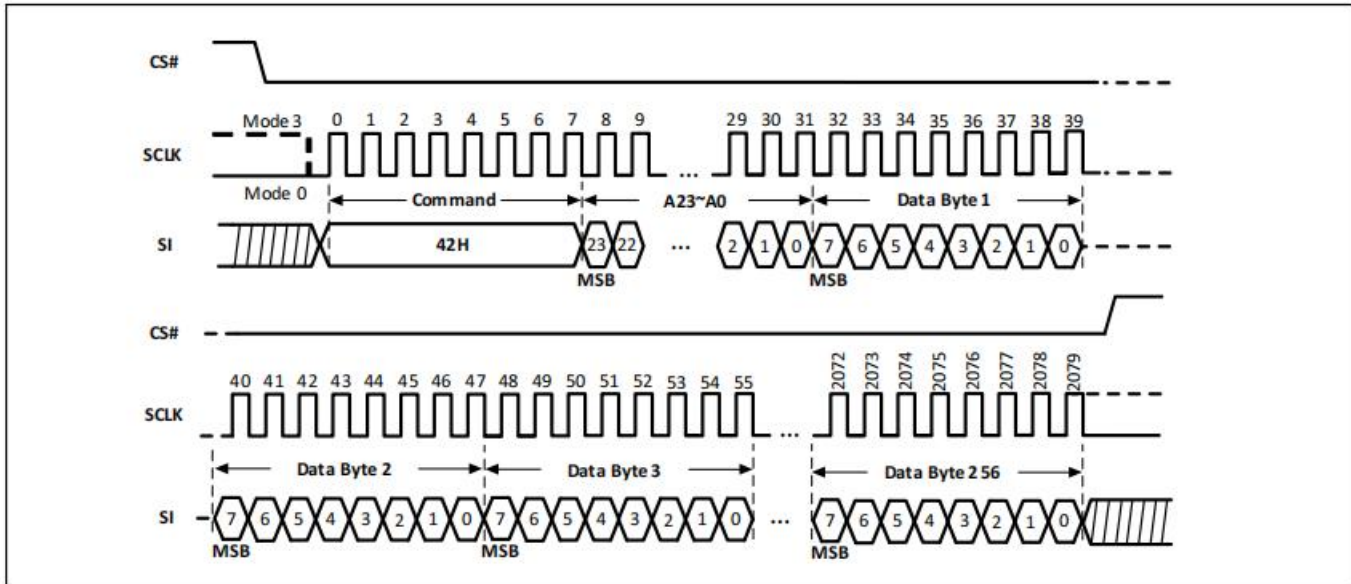 CS#
Mode 3 0 1 2 3 4 5 6 7 8 9 29 30 31 32 33 34 35 36 37 38 39
SCLK ...
Mode 0 Command A23~A0 Data Byte 1
SI 42H 23 22 ... 2 1 0 7 6 5 4 3 2 1 0
MSB MSB
CS#
40 41 42 43 44 45 46 47 48 49 50 51 52 53 54 55 2072 2073 2074 2075 2076 2077 2078 2079
SCLK ...
Data Byte 2 Data Byte 3 Data Byte 256
SI 7 6 5 4 3 2 1 0 7 6 5 4 3 2 1 0 ... 7 6 5 4 3 2 1 0
MSB MSB MSB